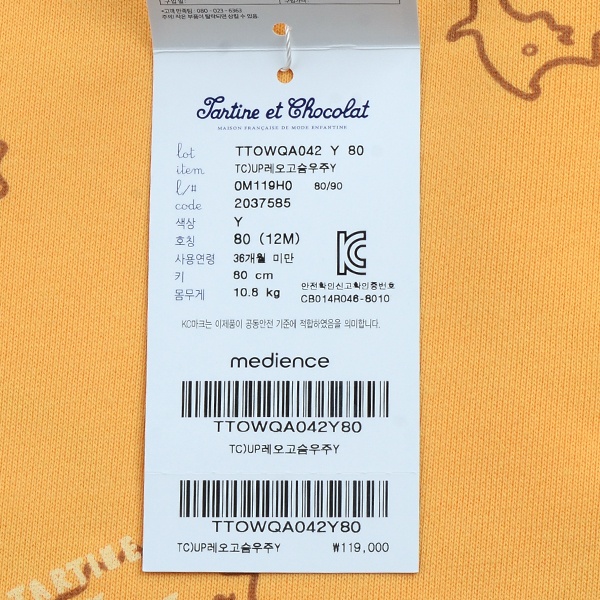 •고객 만족팀 : 080 - 023 - 6363
Tartine et Chocolat
MAISON FRANÇAISE DE MODE ENFANTINE
lot TTOWQA042 Y 80
item TC)UP레오고슴우주Y
l/# 0M119H0 80/90
code 2037585
색상 Y
호칭 80 (12M)
사용연령 36개월 미만
키 80 cm
몸무게 10.8 kg
안전확인신고확인증번호
CB014R046-8010
KC마크는 이제품이 공동안전 기준에 적합하였음을 의미합니다.
medience
TTOWQA042Y80
TC)UP레오고슴우주Y
TTOWQA042Y80
TC)UP레오고슴우주Y ₩119,000
TARTINE